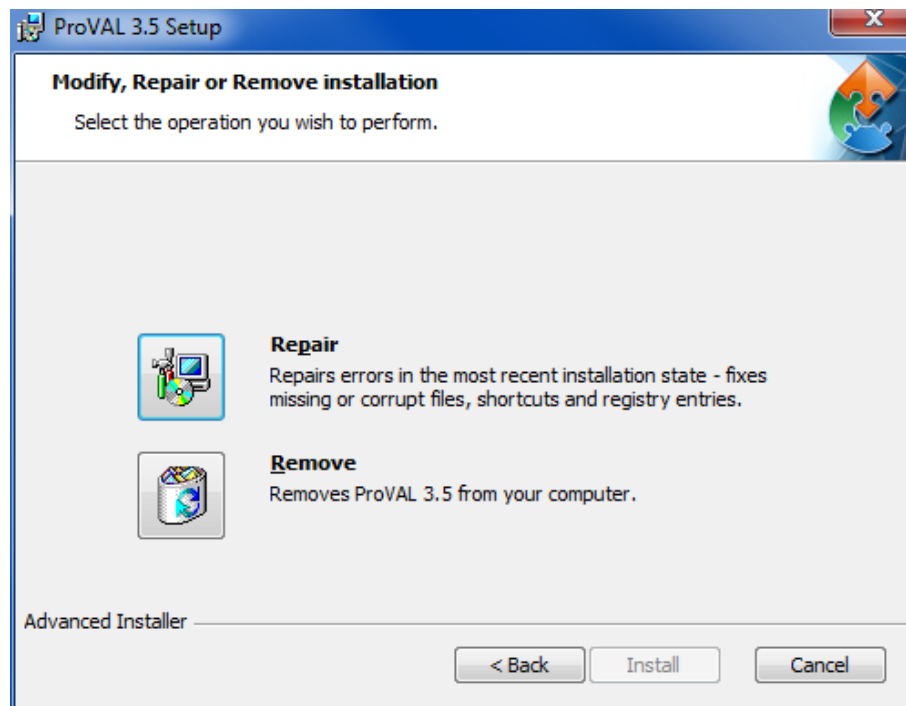 ProVAL 3.5 Setup
Modify, Repair or Remove installation
Select the operation you wish to perform.
Repair
Repairs errors in the most recent installation state - fixes
missing or corrupt files, shortcuts and registry entries.
Remove
Removes ProVAL 3.5 from your computer.
Advanced Installer
< Back
Install
Cancel